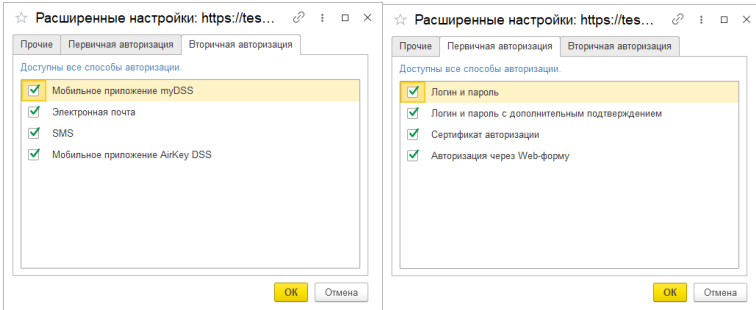 Расширенные настройки: https://tes...
Прочие Первичная авторизация Вторичная авторизация
Доступны все способы авторизации.
Мобильное приложение myDSS
Электронная почта
SMS
Мобильное приложение AirKey DSS
ОК Отмена
Расширенные настройки: https://tes...
Прочие Первичная авторизация Вторичная авторизация
Доступны все способы авторизации.
Логин и пароль
Логин и пароль с дополнительным подтверждением
Сертификат авторизации
Авторизация через Web-форму
ОК Отмена